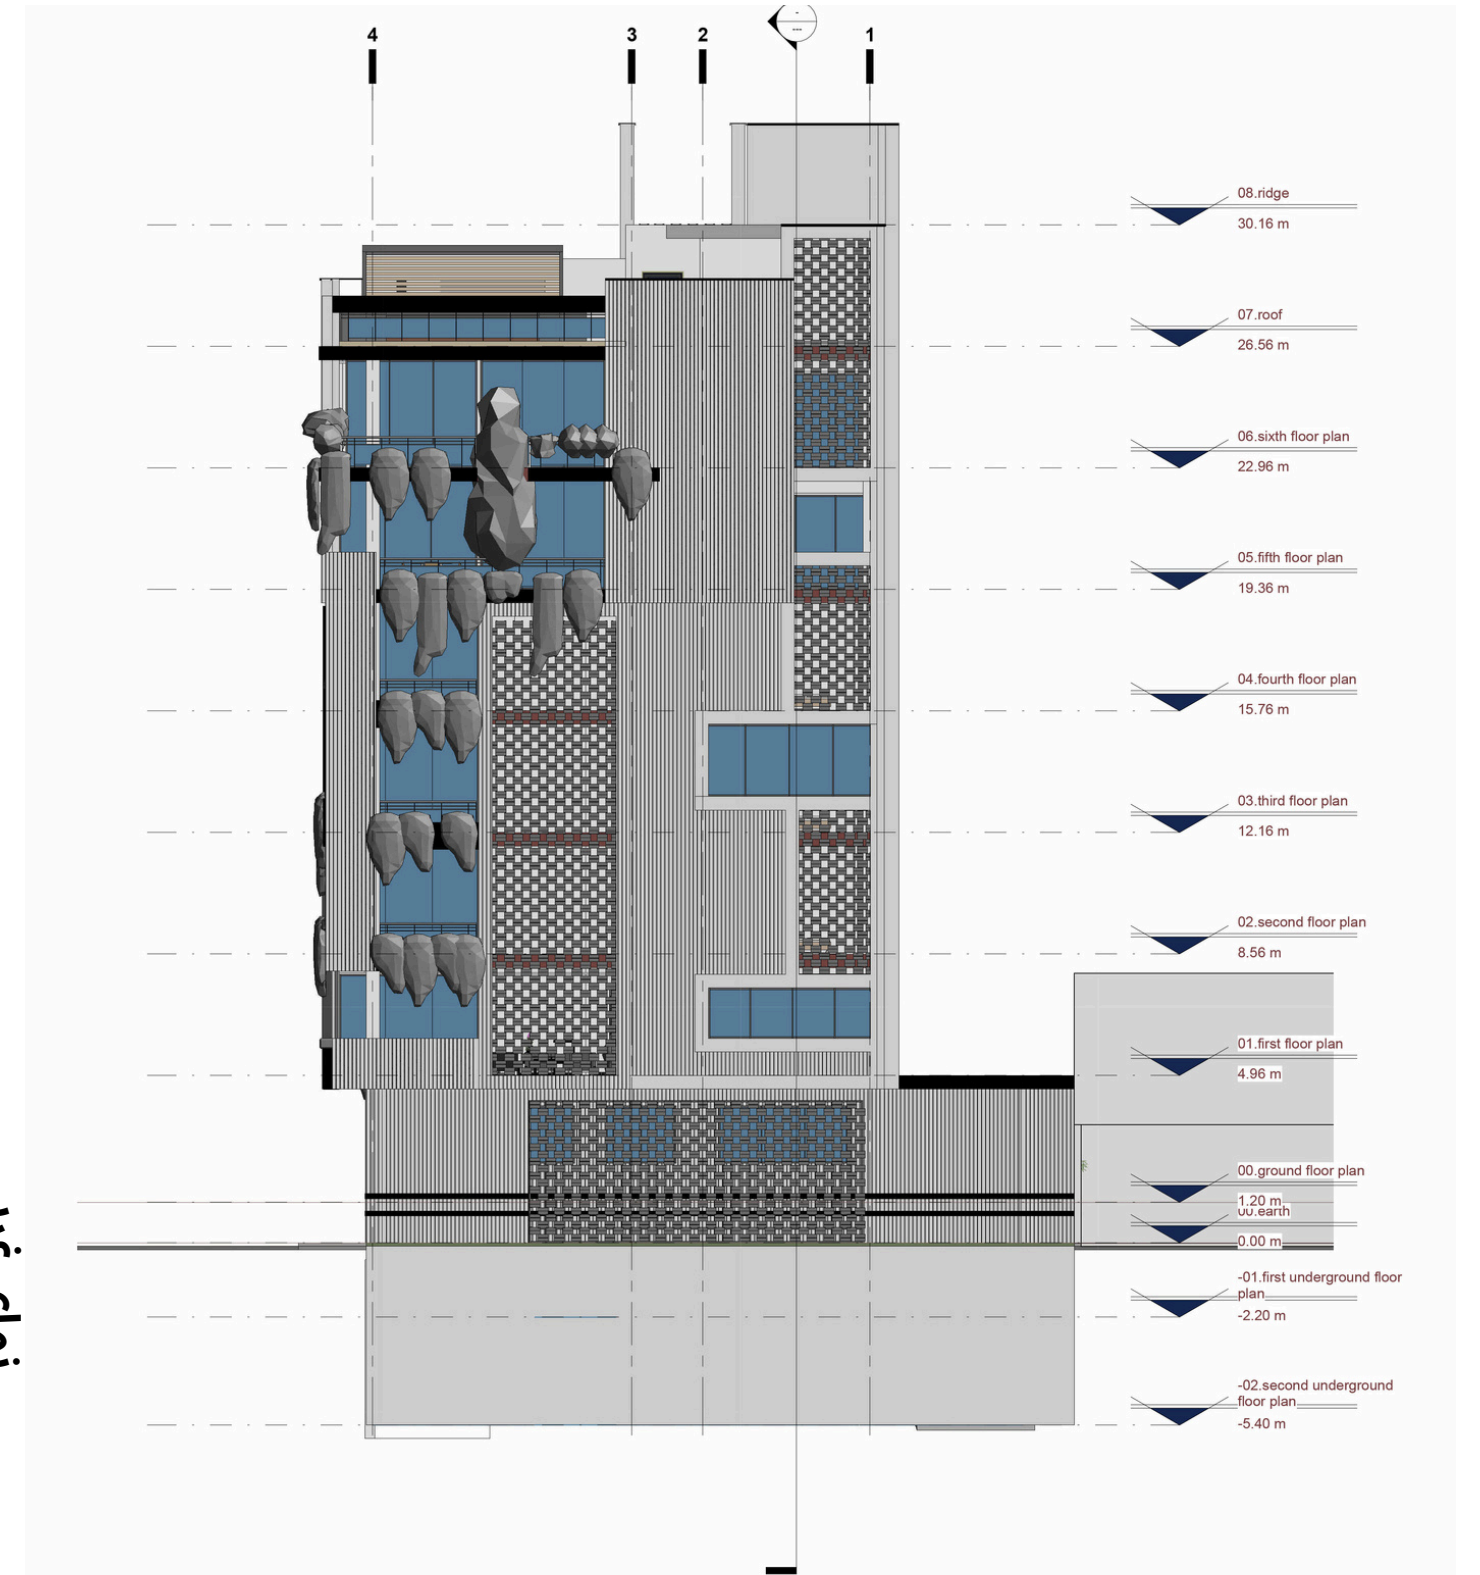 4
3
2
1
-
---
08.ridge
30.16 m
07.roof
26.56 m
06.sixth floor plan
22.96 m
05.fifth floor plan
19.36 m
04.fourth floor plan
15.76 m
03.third floor plan
12.16 m
02.second floor plan
8.56 m
01.first floor plan
4.96 m
00.ground floor plan
1.20 m
00.earth
0.00 m
-01.first underground floor
plan
-2.20 m
-02.second underground
floor plan
-5.40 m